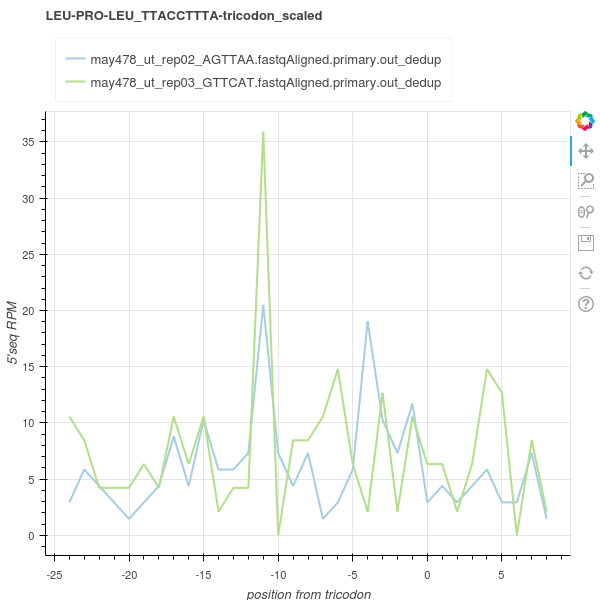 LEU-PRO-LEU_TTACCTTTA-tricodon_scaled
may478_ut_rep02_AGTTAA.fastqAligned.primary.out_dedup
may478_ut_rep03_GTTCAT.fastqAligned.primary.out_dedup
35
30
25
20
15
10
5
0
5'seq RPM
-25 -20 -15 -10 -5 0 5
position from tricodon